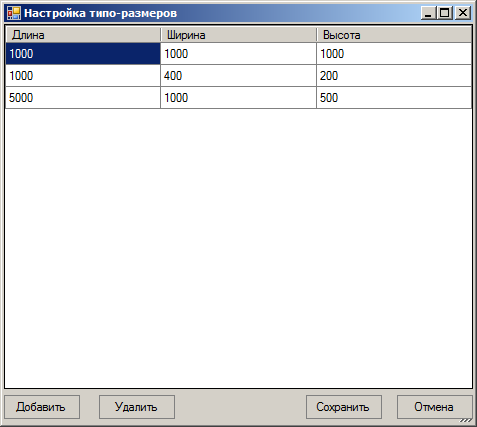 Настройка типо-размеров
Длина Ширина Высота
1000 1000 1000
1000 400 200
5000 1000 500
Добавить Удалить Сохранить Отмена